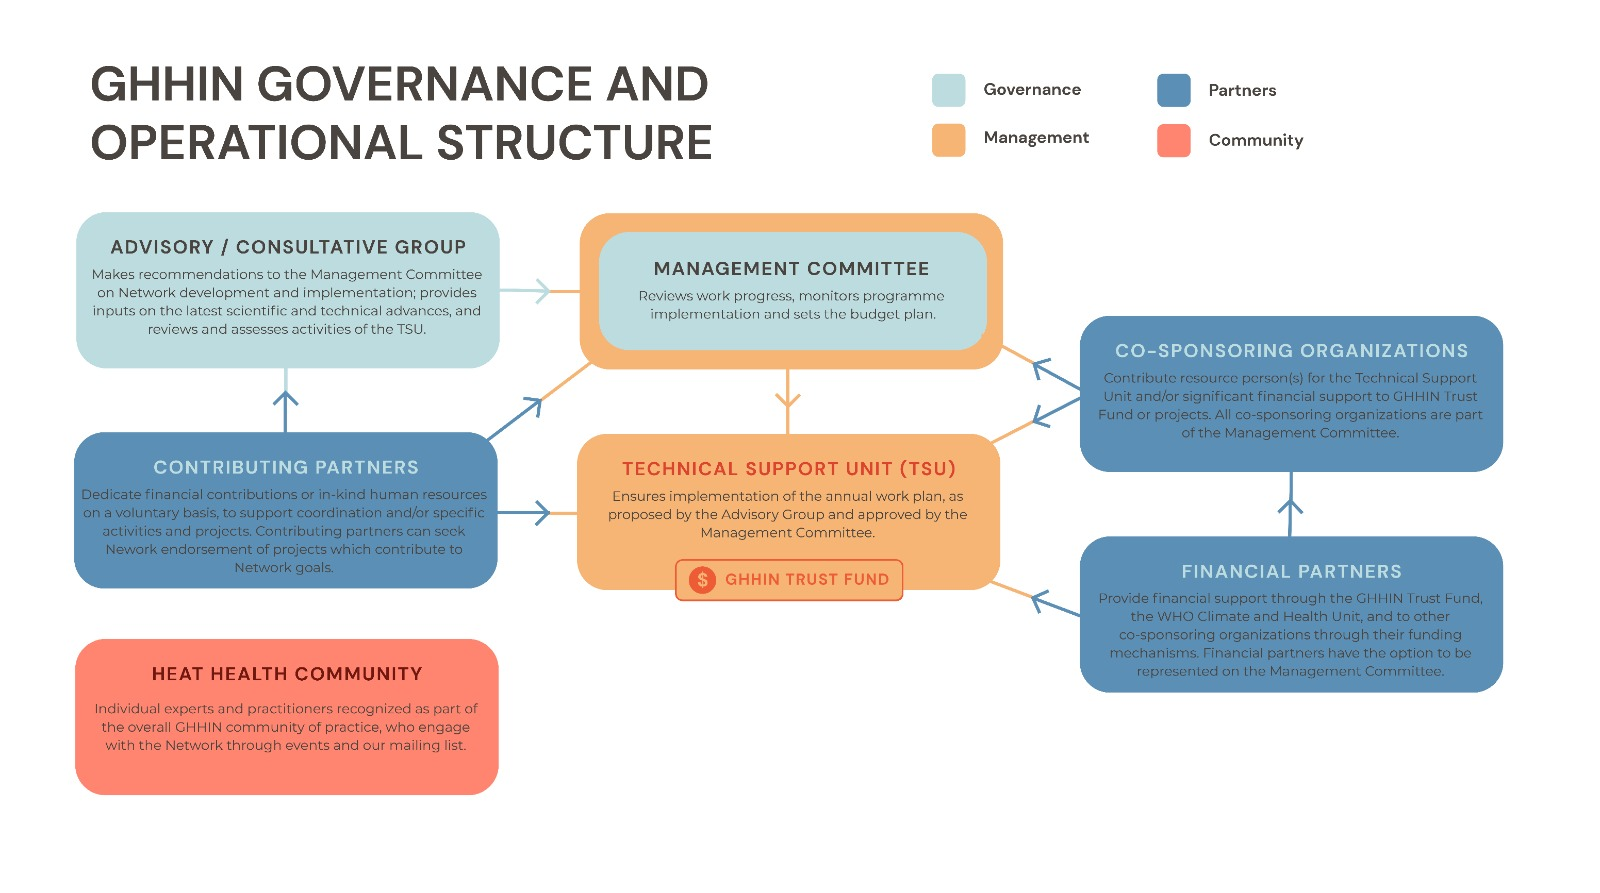 GHHIN GOVERNANCE AND
OPERATIONAL STRUCTURE
Governance
Partners
Management
Community
ADVISORY / CONSULTATIVE GROUP
Makes recommendations to the Management Committee
on Network development and implementation; provides
inputs on the latest scientific and technical advances, and
reviews and assesses activities of the TSU.
MANAGEMENT COMMITTEE
Reviews work progress, monitors programme
implementation and sets the budget plan.
CO-SPONSORING ORGANIZATIONS
Contribute resource person(s) for the Technical Support
Unit and/or significant financial support to GHHIN Trust
Fund or projects. All co-sponsoring organizations are part
of the Management Committee.
CONTRIBUTING PARTNERS
Dedicate financial contributions or in-kind human resources
on a voluntary basis, to support coordination and/or specific
activities and projects. Contributing partners can seek
Nework endorsement of projects which contribute to
Network goals.
TECHNICAL SUPPORT UNIT (TSU)
Ensures implementation of the annual work plan, as
proposed by the Advisory Group and approved by the
Management Committee.
$ GHHIN TRUST FUND
FINANCIAL PARTNERS
Provide financial support through the GHHIN Trust Fund,
the WHO Climate and Health Unit, and to other
co-sponsoring organizations through their funding
mechanisms. Financial partners have the option to be
represented on the Management Committee.
HEAT HEALTH COMMUNITY
Individual experts and practitioners recognized as part of
the overall GHHIN community of practice, who engage
with the Network through events and our mailing list.